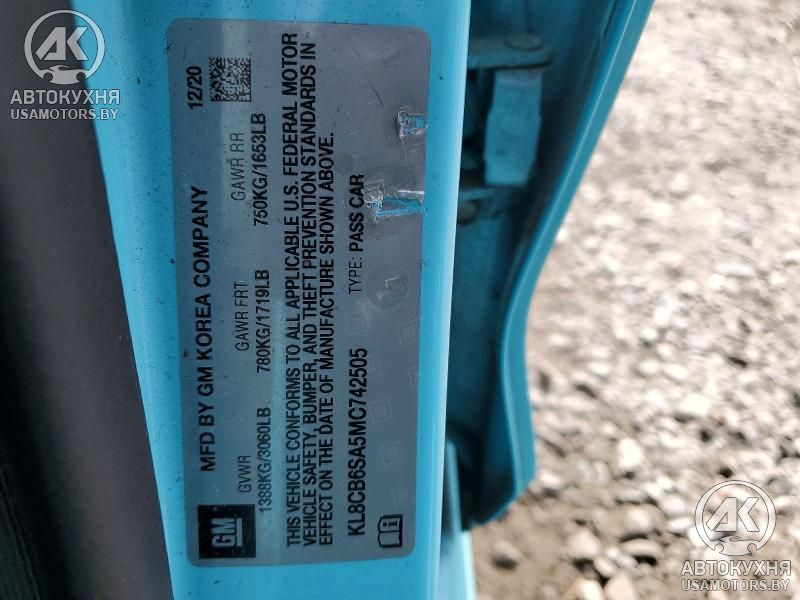 MFD BY GM KOREA COMPANY 12/20
GVWR GAWR FRT GAWR RR
1388KG/3060LB 780KG/1719LB 750KG/1653LB
THIS VEHICLE CONFORMS TO ALL APPLICABLE U.S. FEDERAL MOTOR
VEHICLE SAFETY, BUMPER, AND THEFT PREVENTION STANDARDS IN
EFFECT ON THE DATE OF MANUFACTURE SHOWN ABOVE.
KL8CB6SA5MC742505 TYPE: PASS CAR
GM
AK
АВТОКУХНЯ
USAMOTORS.BY
AK
АВТОКУХНЯ
USAMOTORS.BY